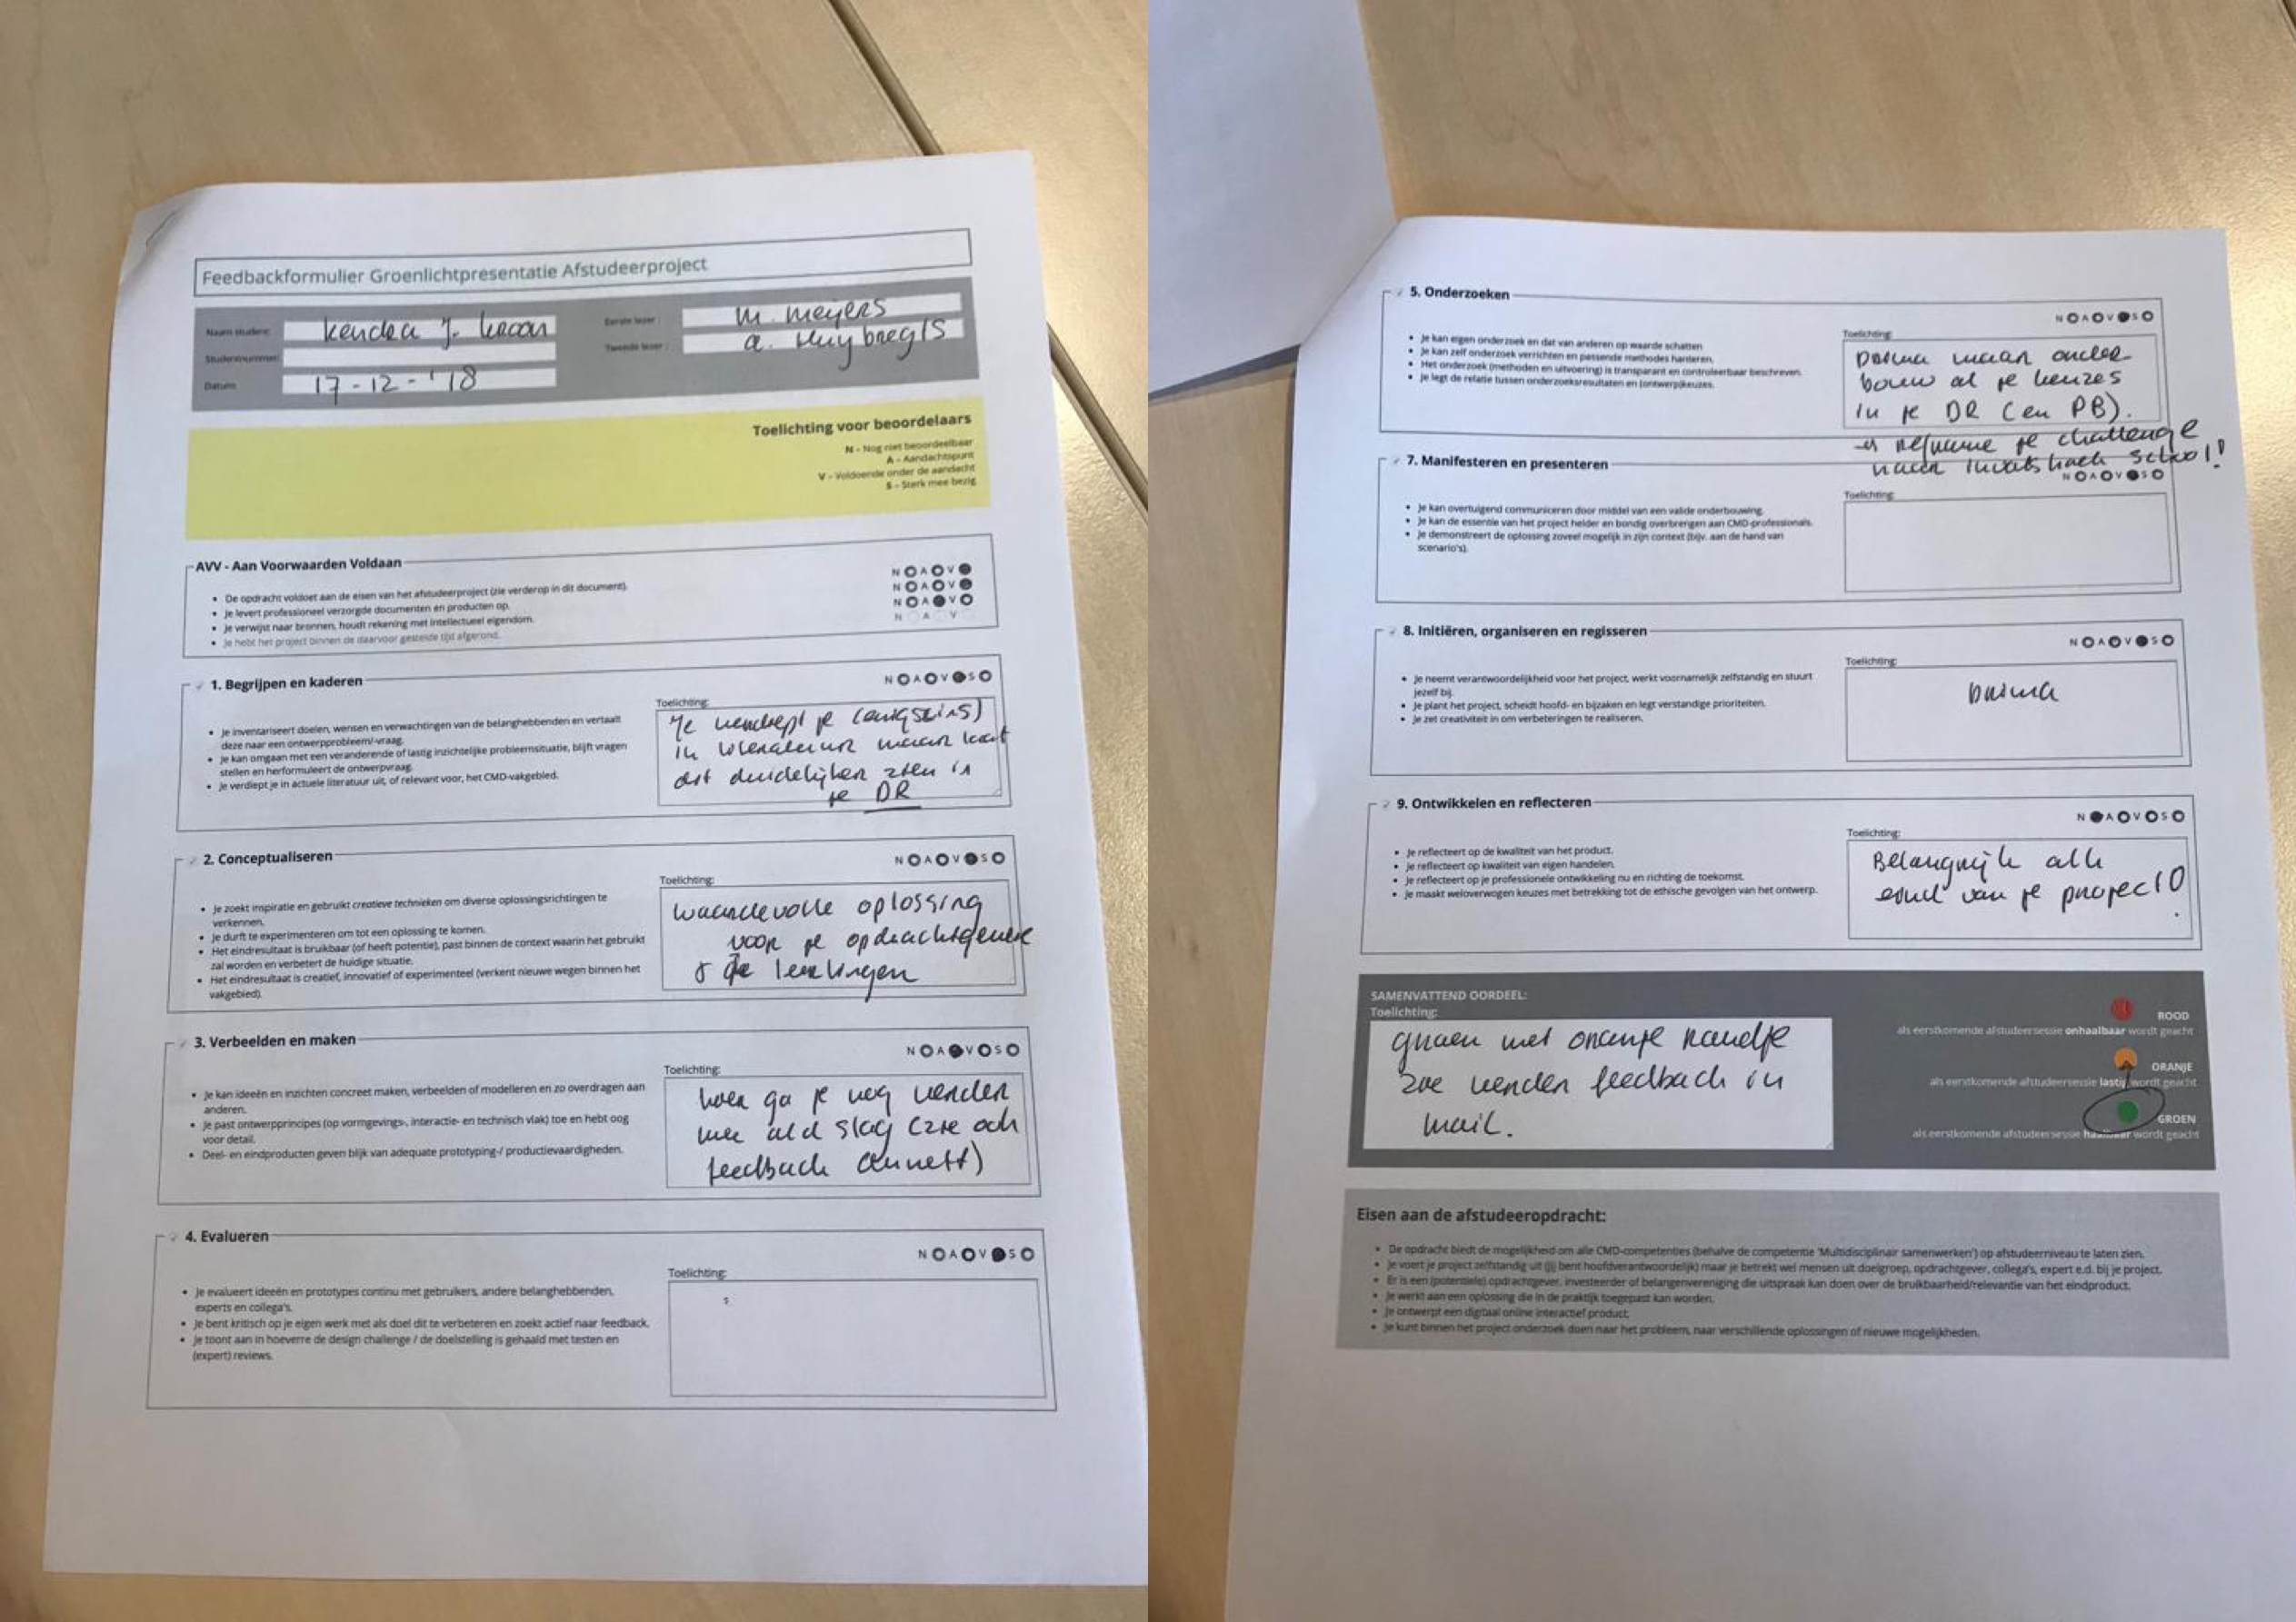 Feedbackformulier Groenlichtpresentatie Afstudeerproject
Naam student:
Kendra J.
Eerste lezer :
M. Meijers
Studentnummer:
Tweede lezer :
a. Huybregts
Datum:
17-12-'18
Toelichting voor beoordelaars
N - Nog niet beoordeelbaar
A - Aandachtspunt
V - Voldoende onder de aandacht
S - Sterk mee bezig
AVV - Aan Voorwaarden Voldaan
N A V
N A V
N A V
N A V
• De opdracht voldoet aan de eisen van het afstudeerproject (zie verderop in dit document).
• Je levert professioneel verzorgde documenten en producten op.
• Je verwijst naar bronnen, houdt rekening met intellectueel eigendom.
• Je hebt het project binnen de daarvoor gestelde tijd afgerond.
1. Begrijpen en kaderen
N A V S
• Je inventariseert doelen, wensen en verwachtingen van de belanghebbenden en vertaalt
deze naar een ontwerpprobleem/-vraag.
• Je kan omgaan met een veranderende of lastig inzichtelijke probleemsituatie, blijft vragen
stellen en herformuleert de ontwerpvraag.
• Je verdiept je in actuele literatuur uit, of relevant voor, het CMD-vakgebied.
Toelichting:
Je verdiept je (enigszins)
in literatuur maar laat
dit duidelijker zien in
je DR
2. Conceptualiseren
N A V S
• Je zoekt inspiratie en gebruikt creatieve technieken om diverse oplossingsrichtingen te
verkennen.
• Je durft te experimenteren om tot een oplossing te komen.
• Het eindresultaat is bruikbaar (of heeft potentie), past binnen de context waarin het gebruikt
zal worden en verbetert de huidige situatie.
• Het eindresultaat is creatief, innovatief of experimenteel (verkent nieuwe wegen binnen het
vakgebied).
Toelichting:
waardevolle oplossing
voor je opdrachtgever
& de leerlingen
3. Verbeelden en maken
N A V S
• Je kan ideeën en inzichten concreet maken, verbeelden of modelleren en zo overdragen aan
anderen.
• Je past ontwerpprincipes (op vormgevings-, interactie- en technisch vlak) toe en hebt oog
voor detail.
• Deel- en eindproducten geven blijk van adequate prototyping-/ productievaardigheden.
Toelichting:
hier ga je nog verder
mee a/d slag (zie ook
feedback Annett)
4. Evalueren
N A V S
• Je evalueert ideeën en prototypes continu met gebruikers, andere belanghebbenden,
experts en collega's.
• Je bent kritisch op je eigen werk met als doel dit te verbeteren en zoekt actief naar feedback.
• Je toont aan in hoeverre de design challenge / de doelstelling is gehaald met testen en
(expert) reviews.
Toelichting:
s
5. Onderzoeken
N A V S
• Je kan eigen onderzoek en dat van anderen op waarde schatten
• Je kan zelf onderzoek verrichten en passende methodes hanteren.
• Het onderzoek (methoden en uitvoering) is transparant en controleerbaar beschreven.
• Je legt de relatie tussen onderzoeksresultaten en (ontwerp)keuzes.
Toelichting:
prima maar onder
bouw al je keuzes
in je DR (en PB).
je challenge
naar school!
7. Manifesteren en presenteren
N A V S
• Je kan overtuigend communiceren door middel van een valide onderbouwing.
• Je kan de essentie van het project helder en bondig overbrengen aan CMD-professionals.
• Je demonstreert de oplossing zoveel mogelijk in zijn context (bijv. aan de hand van
scenario's).
Toelichting:
8. Initiëren, organiseren en regisseren
N A V S
• Je neemt verantwoordelijkheid voor het project, werkt voornamelijk zelfstandig en stuurt
jezelf bij.
• Je plant het project, scheidt hoofd- en bijzaken en legt verstandige prioriteiten.
• Je zet creativiteit in om verbeteringen te realiseren.
Toelichting:
prima
9. Ontwikkelen en reflecteren
N A V S
• Je reflecteert op de kwaliteit van het product.
• Je reflecteert op kwaliteit van eigen handelen.
• Je reflecteert op je professionele ontwikkeling nu en richting de toekomst.
• Je maakt weloverwogen keuzes met betrekking tot de ethische gevolgen van het ontwerp.
Toelichting:
Belangrijk a/h
eind van je project!
SAMENVATTEND OORDEEL:
Toelichting:
groen met oranje randje
zie verder feedback in
mail.
ROOD
als eerstkomende afstudeersessie onhaalbaar wordt geacht
ORANJE
als eerstkomende afstudeersessie lastig wordt geacht
GROEN
als eerstkomende afstudeersessie haalbaar wordt geacht
Eisen aan de afstudeeropdracht:
• De opdracht biedt de mogelijkheid om alle CMD-competenties (behalve de competentie 'Multidisciplinair samenwerken') op afstudeerniveau te laten zien.
• Je voert je project zelfstandig uit (jij bent hoofdverantwoordelijk) maar je betrekt wel mensen uit doelgroep, opdrachtgever, collega's, expert e.d. bij je project.
• Er is een (potentiële) opdrachtgever, investeerder of belangenvereniging die uitspraak kan doen over de bruikbaarheid/relevantie van het eindproduct.
• Je werkt aan een oplossing die in de praktijk toegepast kan worden.
• Je ontwerpt een digitaal online interactief product.
• Je kunt binnen het project onderzoek doen naar het probleem, naar verschillende oplossingen of nieuwe mogelijkheden.